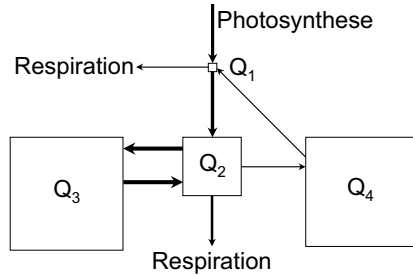 Photosynthese
Respiration
Q1
Q3
Q2
Q4
Respiration